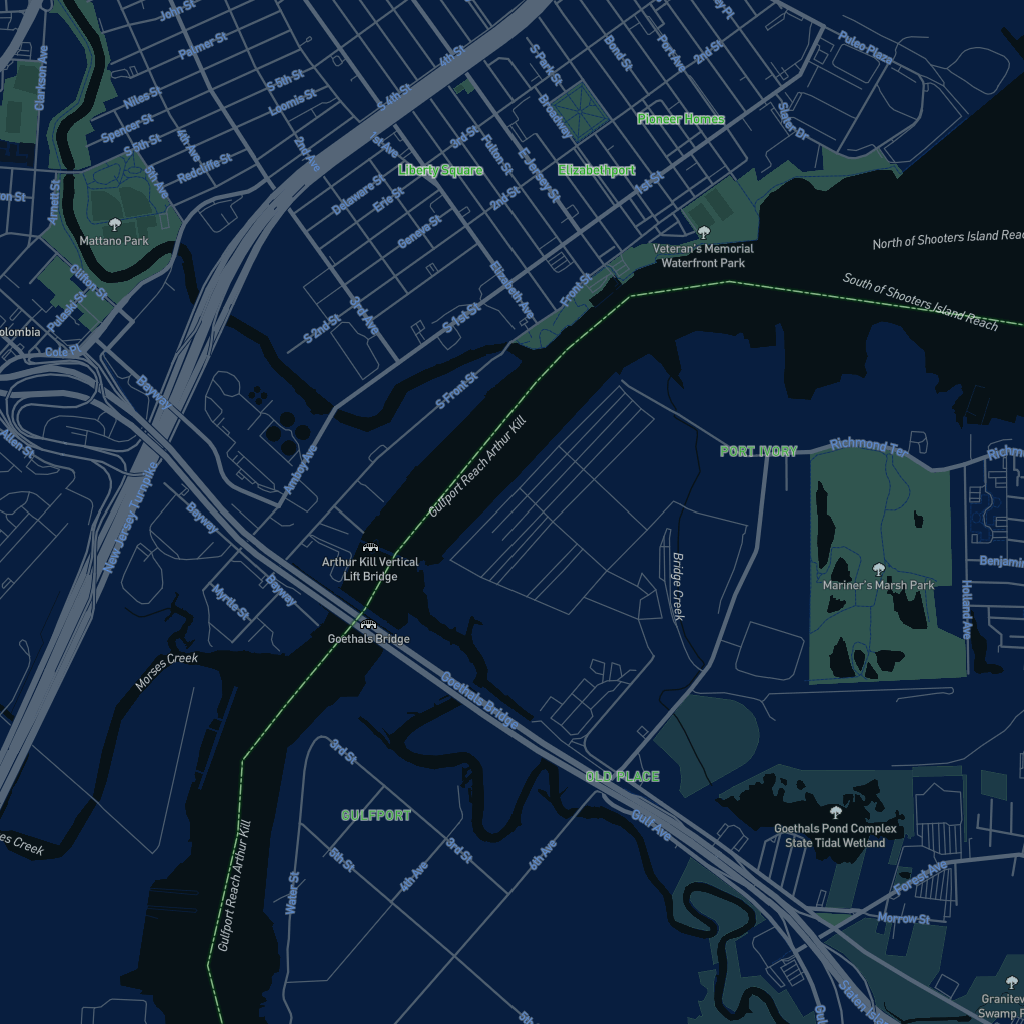 John St
Palmer St
4th St
2nd St
S Park St
Bond St
Port Ave
Puleo Plaza
Clarkson Ave
Niles St
S 5th St
Loomis St
S 4th St
Spencer St
S 5th St
4th Ave
Redcliffe St
5th Ave
2nd Ave
1st Ave
3rd St
Fulton St
Broadway
Pioneer Homes
Slater Dr
Liberty Square
Elizabethport
Delaware St
Erie St
E Jersey St
2nd St
1st St
Arnett St
Geneva St
Mattano Park
Veteran's Memorial
Waterfront Park
North of Shooters Island Reac
South of Shooters Island Reach
Clifton St
Pulaski St
Elizabeth Ave
Front St
3rd Ave
S 2nd St
S 1st St
olombia
Cole Pl
Bayway
S Front St
Allen St
Amboy Ave
Gulfport Reach Arthur Kill
PORT IVORY
Richmond Ter
Richm
New Jersey Turnpike
Bayway
Arthur Kill Vertical
Lift Bridge
Bridge Creek
Mariner's Marsh Park
Benjamin
Holland Ave
Myrtle St
Bayway
Goethals Bridge
Morses Creek
Goethals Bridge
3rd St
OLD PLACE
GULFPORT
Gulf Ave
Goethals Pond Complex
State Tidal Wetland
ses Creek
5th St
4th Ave
3rd St
6th Ave
Water St
Gulfport Reach Arthur Kill
Forest Ave
Morrow St
Staten Isla
Gul
5th
Granitev
Swamp P